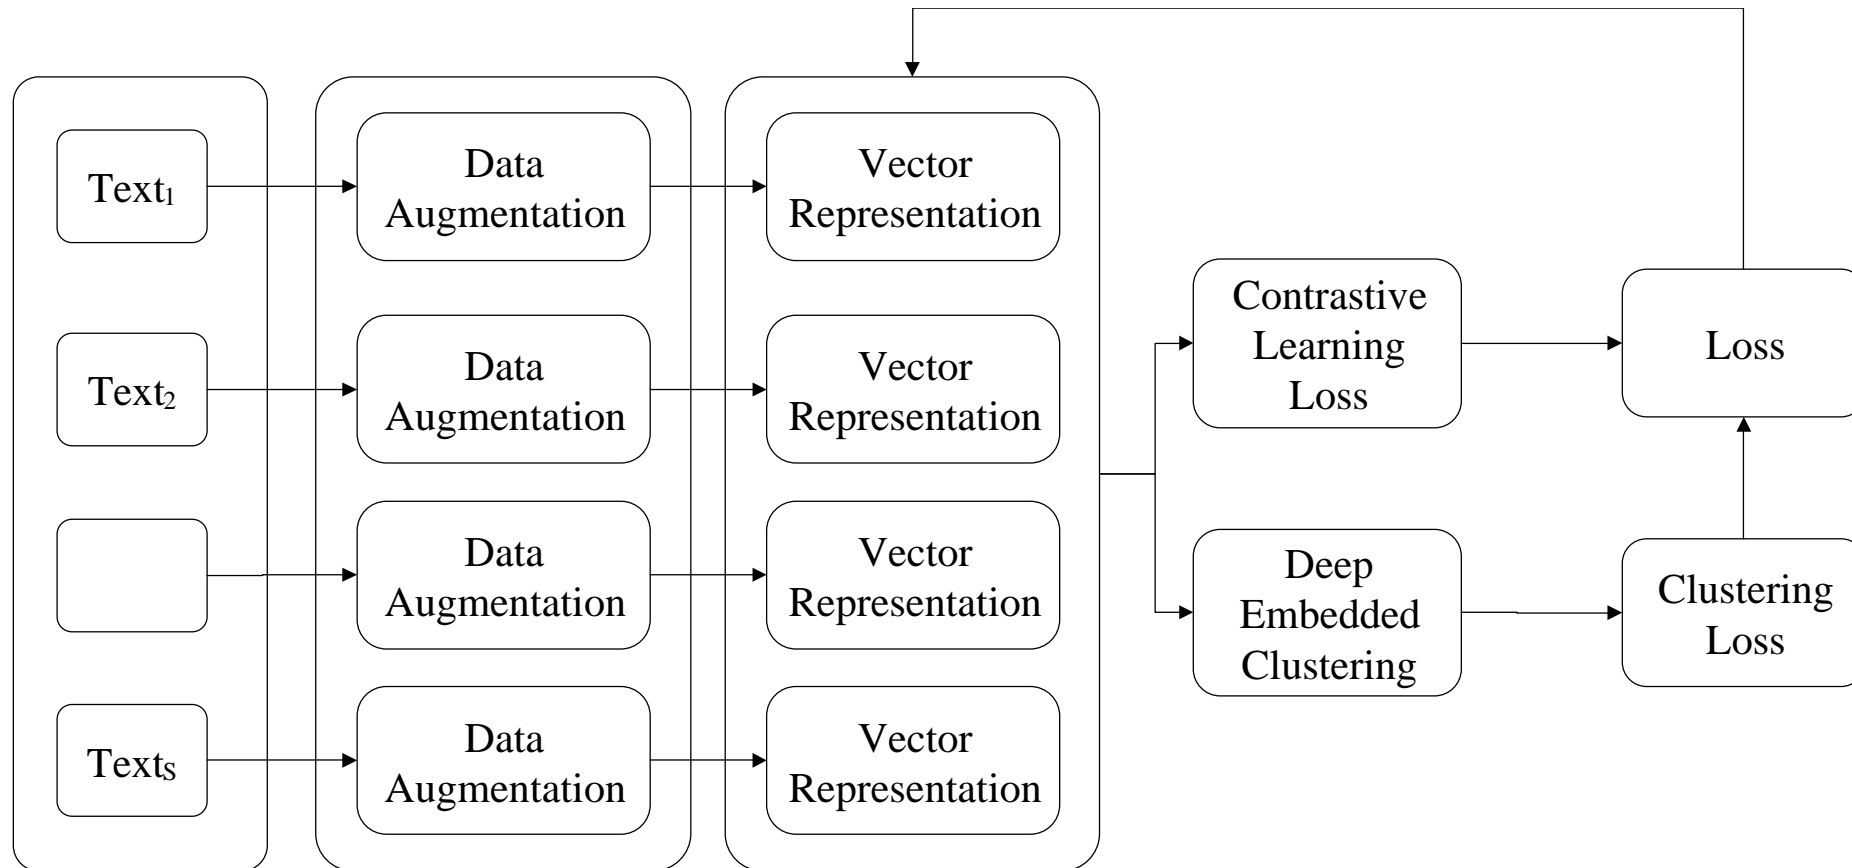 Text₁
Data
Augmentation
Vector
Representation
Text₂
Data
Augmentation
Vector
Representation
Data
Augmentation
Vector
Representation
Textₛ
Data
Augmentation
Vector
Representation
Contrastive
Learning
Loss
Loss
Deep
Embedded
Clustering
Clustering
Loss